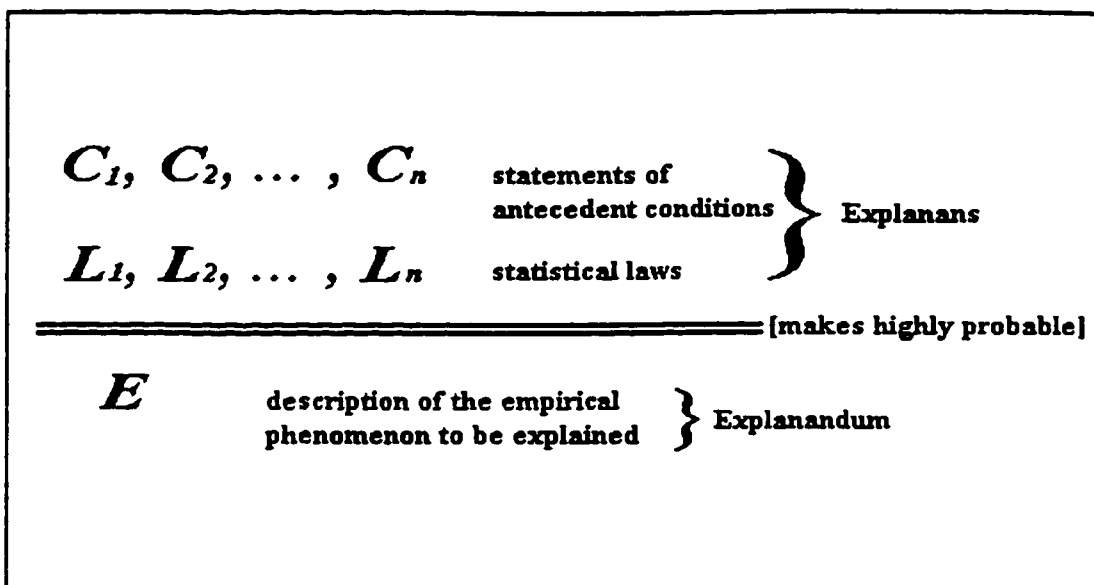 C1, C2, ... , Cn statements of
antecedent conditions } Explanans
L1, L2, ... , Ln statistical laws
[makes highly probable]
E description of the empirical
phenomenon to be explained } Explanandum